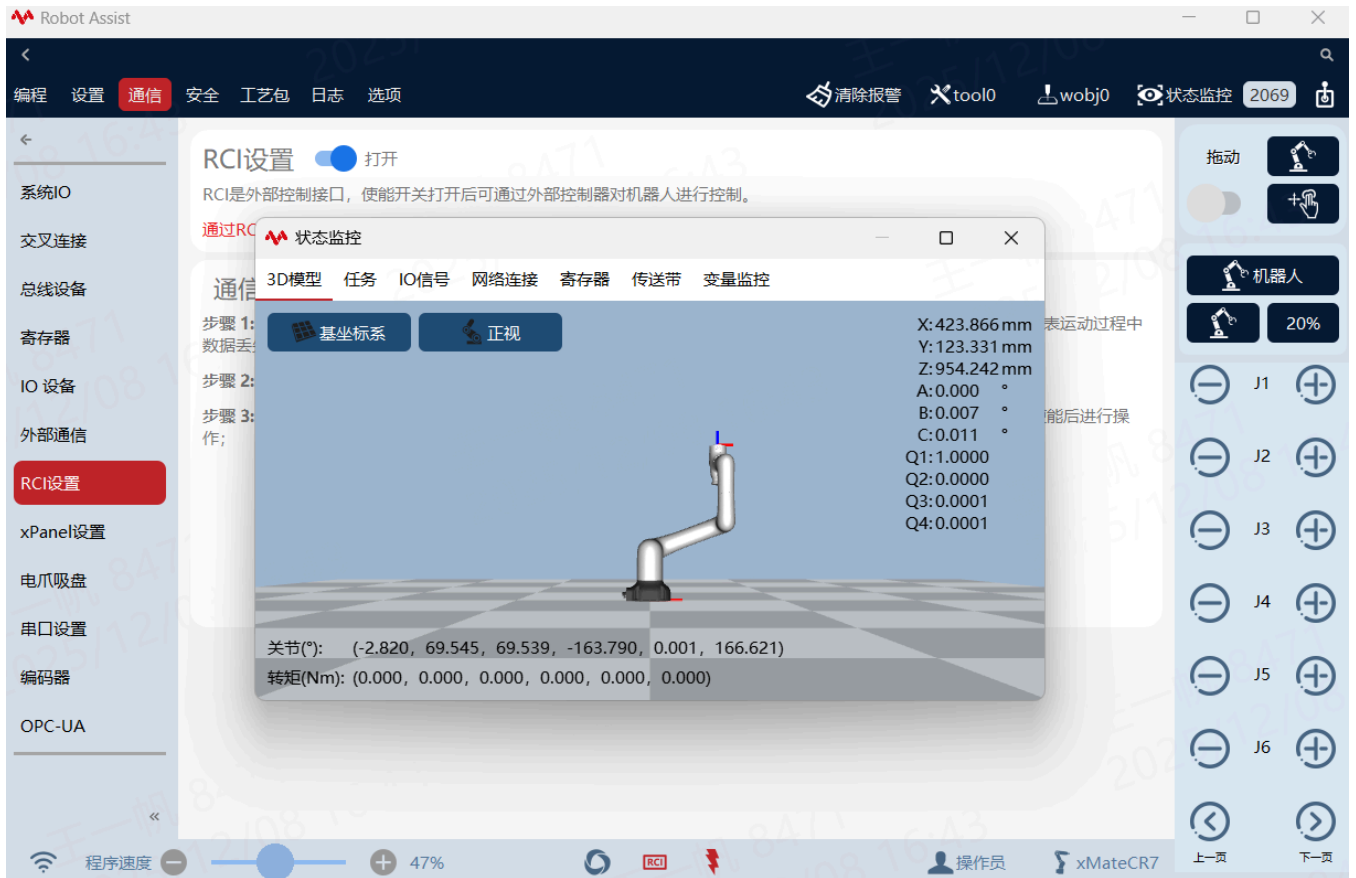 Robot Assist
编程 设置 通信 安全 工艺包 日志 选项 清除报警 tool0 wobj0 状态监控 2069
系统IO
交叉连接
总线设备
寄存器
IO 设备
外部通信
RCI设置
xPanel设置
电爪吸盘
串口设置
编码器
OPC-UA
RCI设置 打开
RCI是外部控制接口，使能开关打开后可通过外部控制器对机器人进行控制。
通过RC
通信
步骤 1: 表运动过程中
数据丢
步骤 2:
步骤 3: 能后进行操
作；
状态监控
3D模型 任务 IO信号 网络连接 寄存器 传送带 变量监控
基坐标系 正视
X:423.866mm
Y:123.331mm
Z:954.242mm
A:0.000 °
B:0.007 °
C:0.011 °
Q1:1.0000
Q2:0.0000
Q3:0.0001
Q4:0.0001
关节(°): (-2.820, 69.545, 69.539, -163.790, 0.001, 166.621)
转矩(Nm): (0.000, 0.000, 0.000, 0.000, 0.000, 0.000)
拖动
机器人
20%
J1
J2
J3
J4
J5
J6
上一页 下一页
程序速度 47% RCI 操作员 xMateCR7